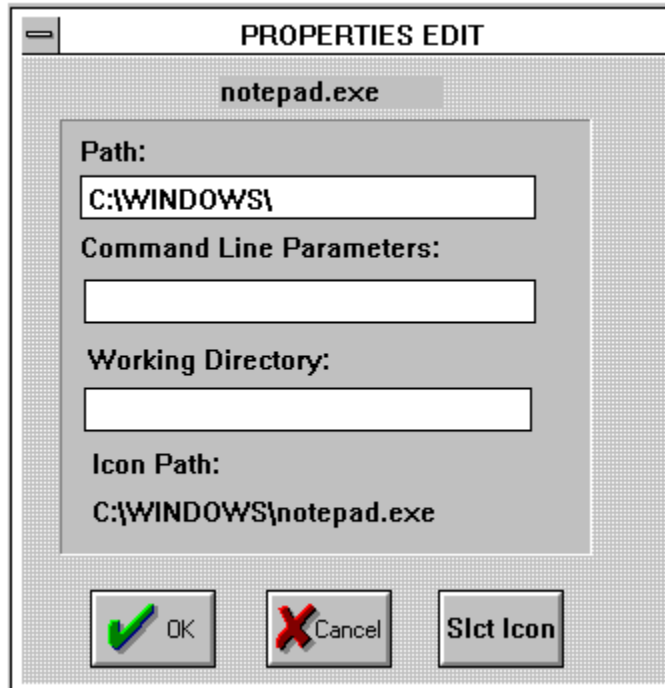 PROPERTIES EDIT
notepad.exe
Path:
C:\WINDOWS\
Command Line Parameters:
Working Directory:
Icon Path:
C:\WINDOWS\notepad.exe
OK Cancel Slct Icon